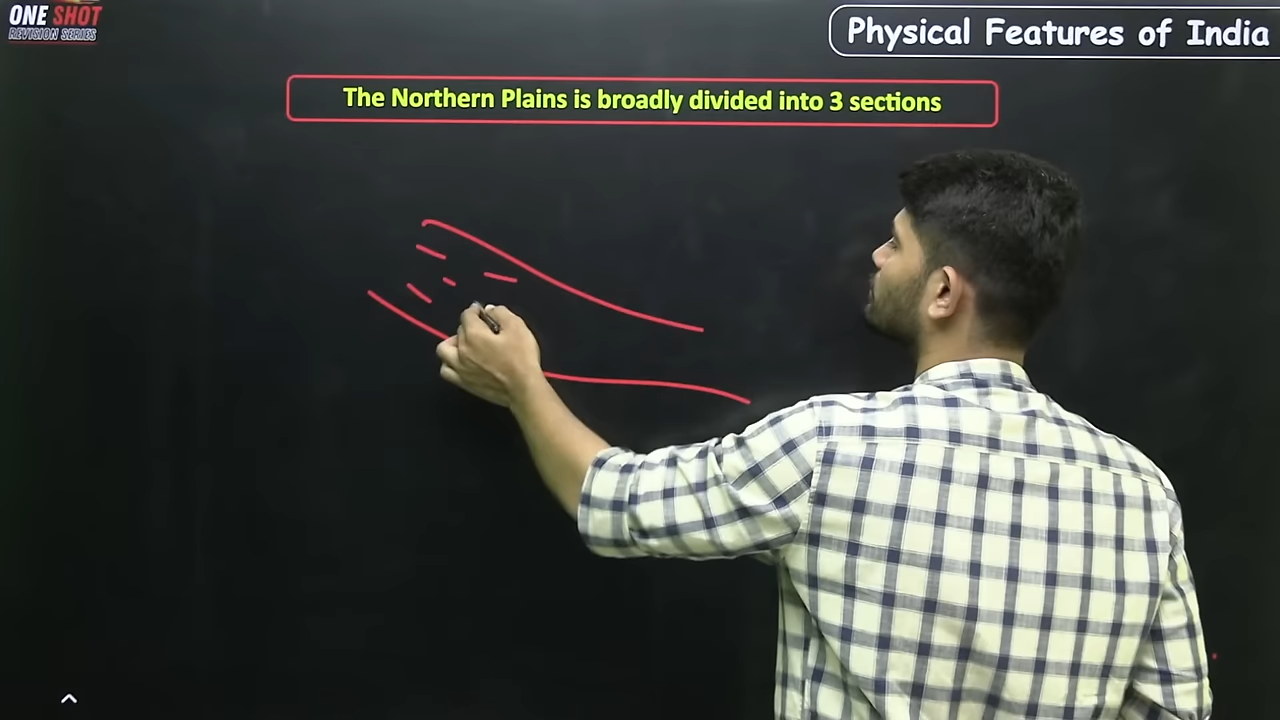 ONE SHOT
REVISION SERIES
Physical Features of India
The Northern Plains is broadly divided into 3 sections